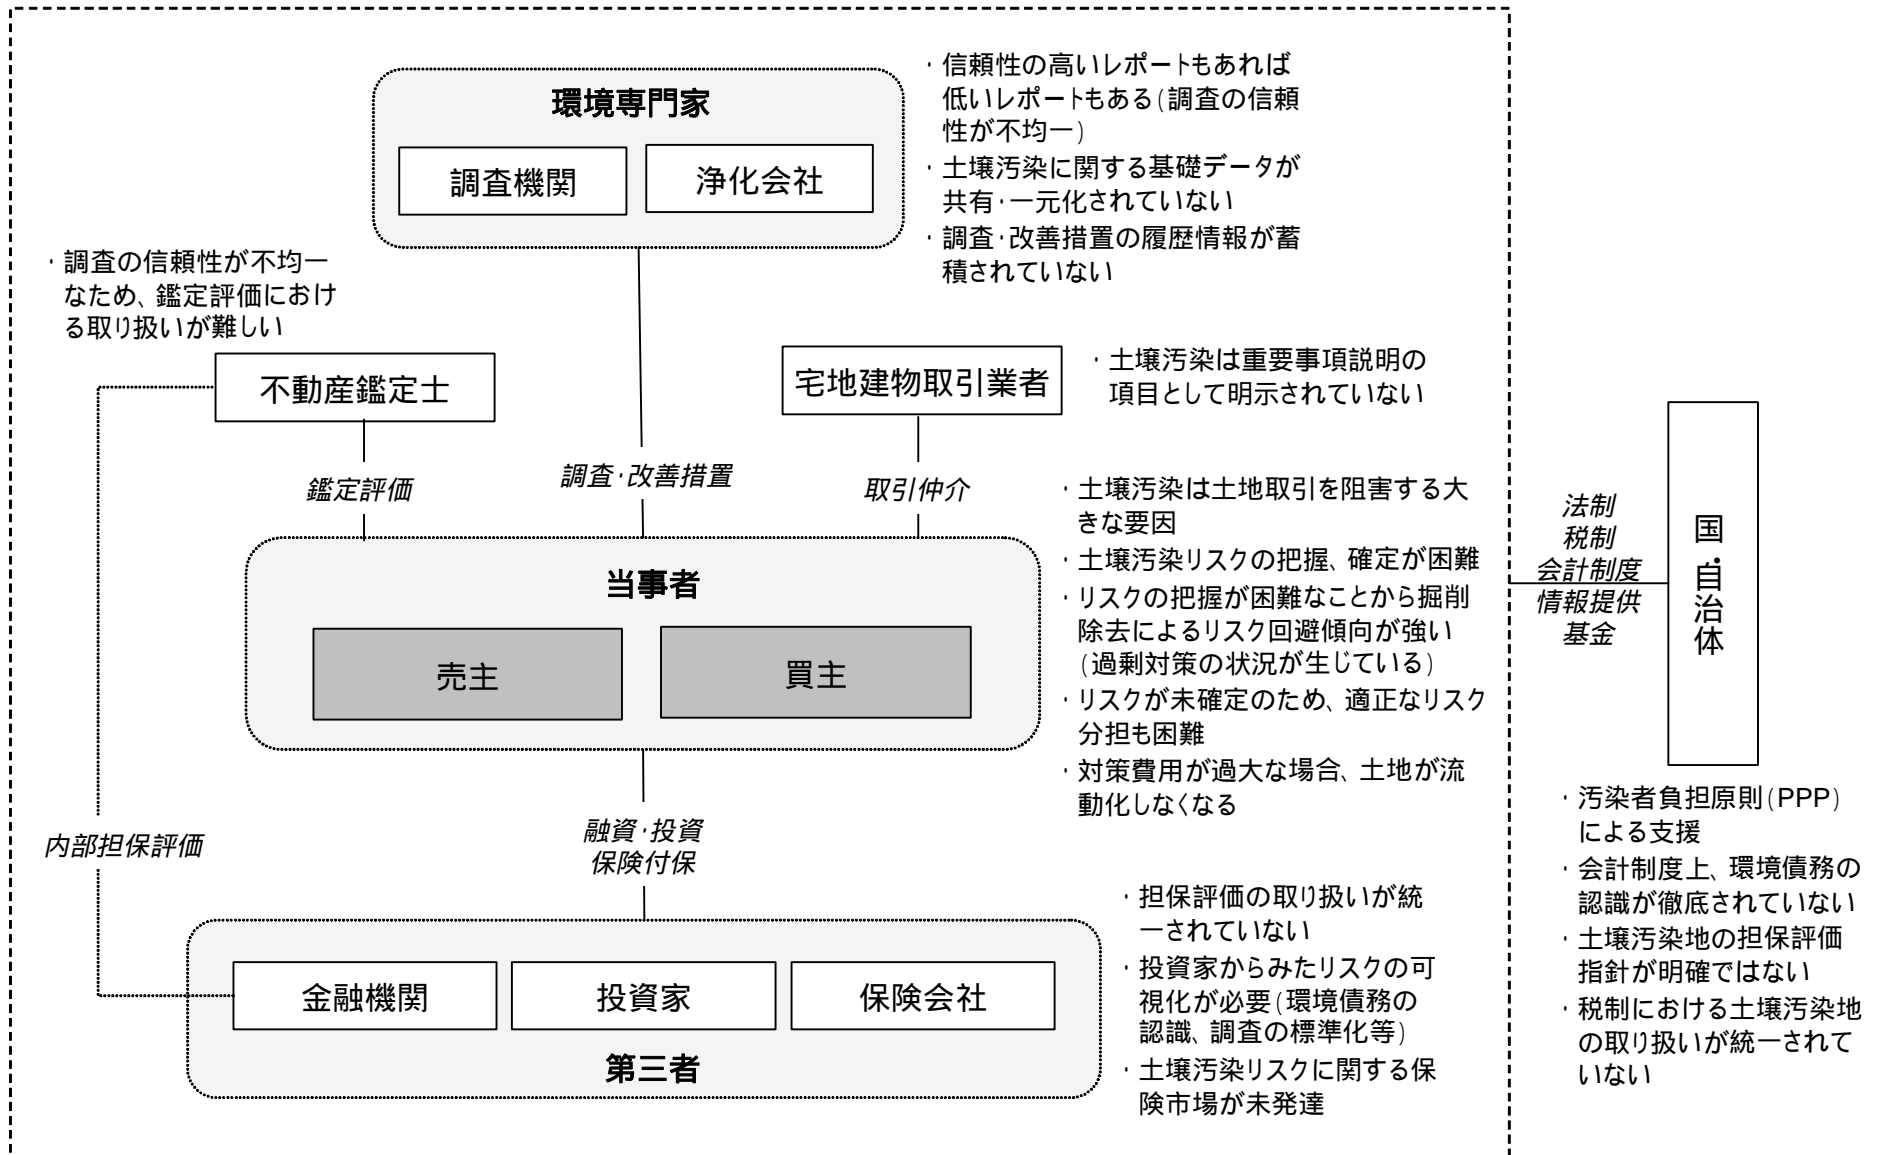 環境専門家
調査機関
浄化会社
・信頼性の高いレポートもあれば
低いレポートもある(調査の信頼
性が不均一)
・土壌汚染に関する基礎データが
共有・一元化されていない
・調査・改善措置の履歴情報が蓄
積されていない
・調査の信頼性が不均一
なため、鑑定評価におけ
る取り扱いが難しい
不動産鑑定士
宅地建物取引業者
・土壌汚染は重要事項説明の
項目として明示されていない
鑑定評価
調査・改善措置
取引仲介
当事者
売主
買主
・土壌汚染は土地取引を阻害する大
きな要因
・土壌汚染リスクの把握、確定が困難
・リスクの把握が困難なことから掘削
除去によるリスク回避傾向が強い
(過剰対策の状況が生じている)
・リスクが未確定のため、適正なリスク
分担も困難
・対策費用が過大な場合、土地が流
動化しなくなる
法制
税制
会計制度
情報提供
基金
国・自治体
・汚染者負担原則(PPP)
による支援
・会計制度上、環境債務の
認識が徹底されていない
・土壌汚染地の担保評価
指針が明確ではない
・税制における土壌汚染地
の取り扱いが統一されて
いない
内部担保評価
融資・投資
保険付保
金融機関
投資家
保険会社
第三者
・担保評価の取り扱いが統
一されていない
・投資家からみたリスクの可
視化が必要(環境債務の
認識、調査の標準化等)
・土壌汚染リスクに関する保
険市場が未発達